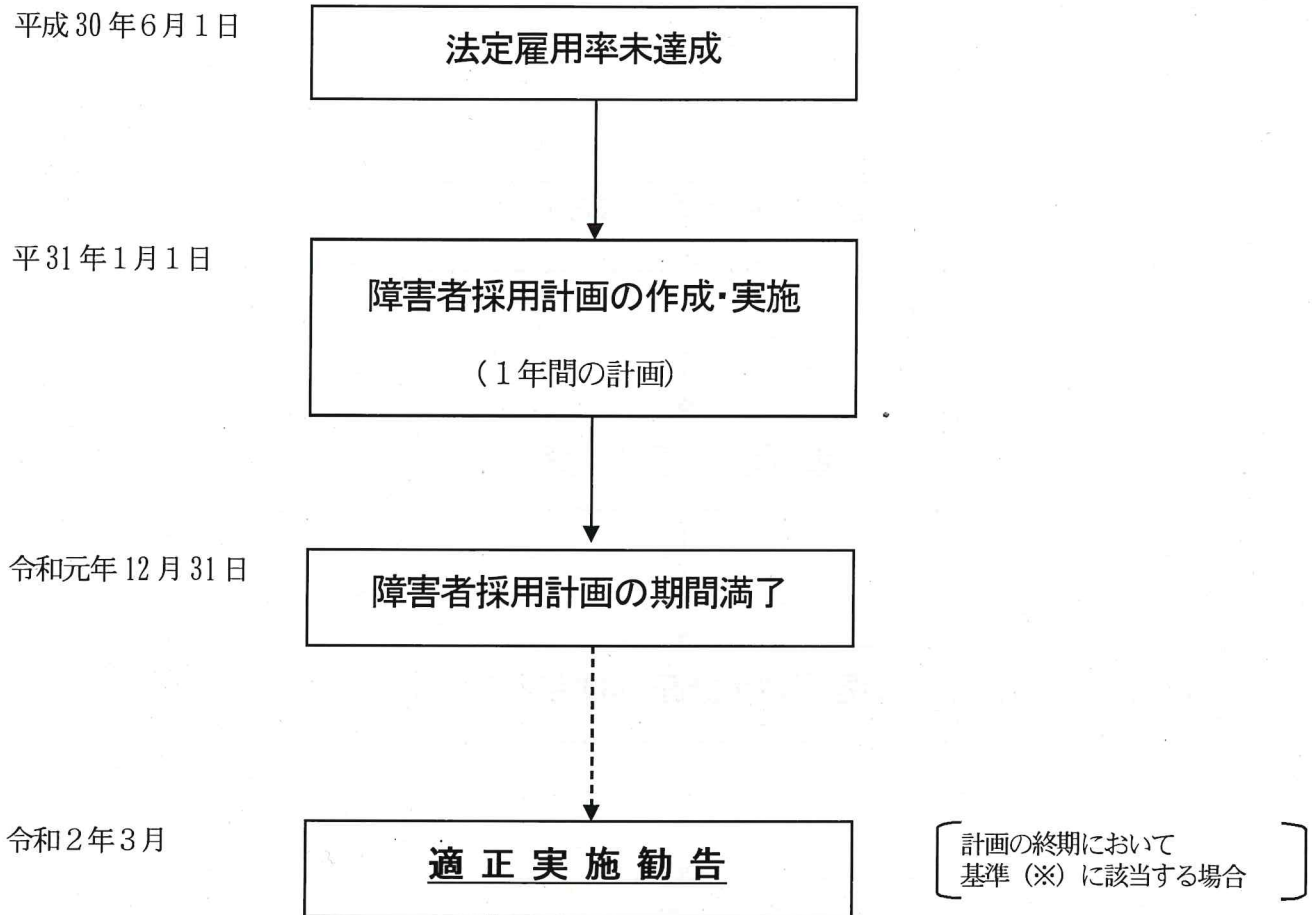 平成30年6月1日
法定雇用率未達成
平31年1月1日
障害者採用計画の作成・実施
（1年間の計画）
令和元年12月31日
障害者採用計画の期間満了
令和2年3月
適正実施勧告
計画の終期において
基準（※）に該当する場合